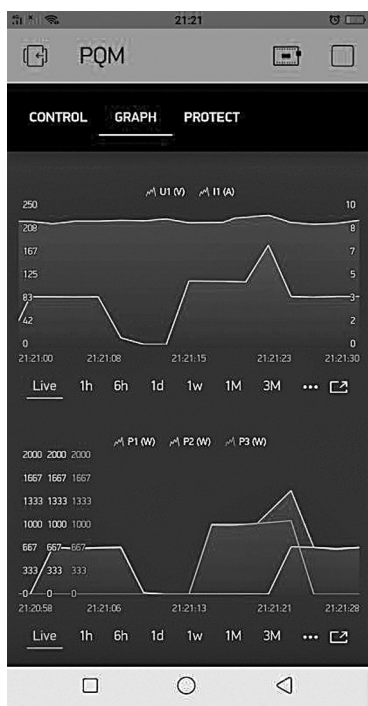 21:21
PQM
CONTROL GRAPH PROTECT
U1 (V) I1 (A)
250 10
208 8
167 7
125 5
83 3
42 2
0 0
21:21:00 21:21:08 21:21:15 21:21:23 21:21:30
Live 1h 6h 1d 1w 1M 3M ...
P1 (W) P2 (W) P3 (W)
2000 2000 2000
1667 1667 1667
1333 1333 1333
1000 1000 1000
667 667 667
333 333 333
0 0 0
21:20:58 21:21:06 21:21:13 21:21:21 21:21:28
Live 1h 6h 1d 1w 1M 3M ...